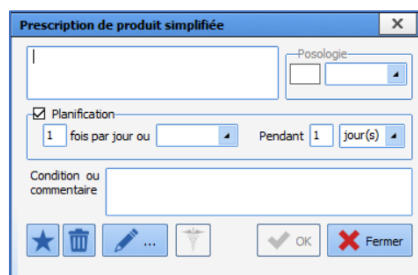 Prescription de produit simplifiée
Posologie
Planification
1 fois par jour ou Pendant 1 jour(s)
Condition ou
commentaire
... OK Fermer